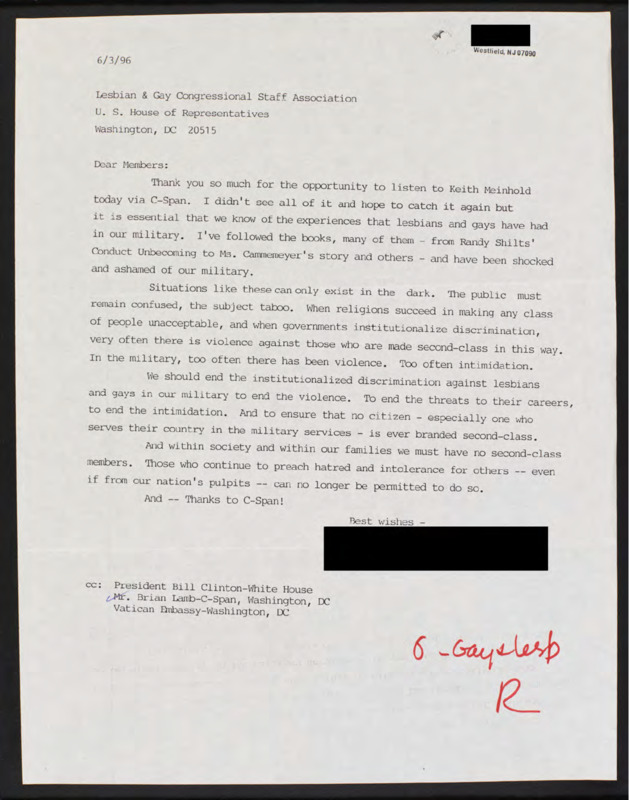 Westfield, NJ 07090
6/3/96
Lesbian & Gay Congressional Staff Association
U. S. House of Representatives
Washington, DC 20515
Dear Members:
Thank you so much for the opportunity to listen to Keith Meinhold
today via C-Span. I didn't see all of it and hope to catch it again but
it is essential that we know of the experiences that lesbians and gays have had
in our military. I've followed the books, many of them - from Randy Shilts'
Conduct Unbecoming to Ms. Cammemeyer's story and others - and have been shocked
and ashamed of our military.
Situations like these can only exist in the dark. The public must
remain confused, the subject taboo. When religions succeed in making any class
of people unacceptable, and when governments institutionalize discrimination,
very often there is violence against those who are made second-class in this way.
In the military, too often there has been violence. Too often intimidation.
We should end the institutionalized discrimination against lesbians
and gays in our military to end the violence. To end the threats to their careers,
to end the intimidation. And to ensure that no citizen - especially one who
serves their country in the military services - is ever branded second-class.
And within society and within our families we must have no second-class
members. Those who continue to preach hatred and intolerance for others -- even
if from our nation's pulpits -- can no longer be permitted to do so.
And -- Thanks to C-Span!
Best wishes -
cc: President Bill Clinton-White House
Mr. Brian Lamb-C-Span, Washington, DC
Vatican Embassy-Washington, DC
6 - Gay & lesb
R